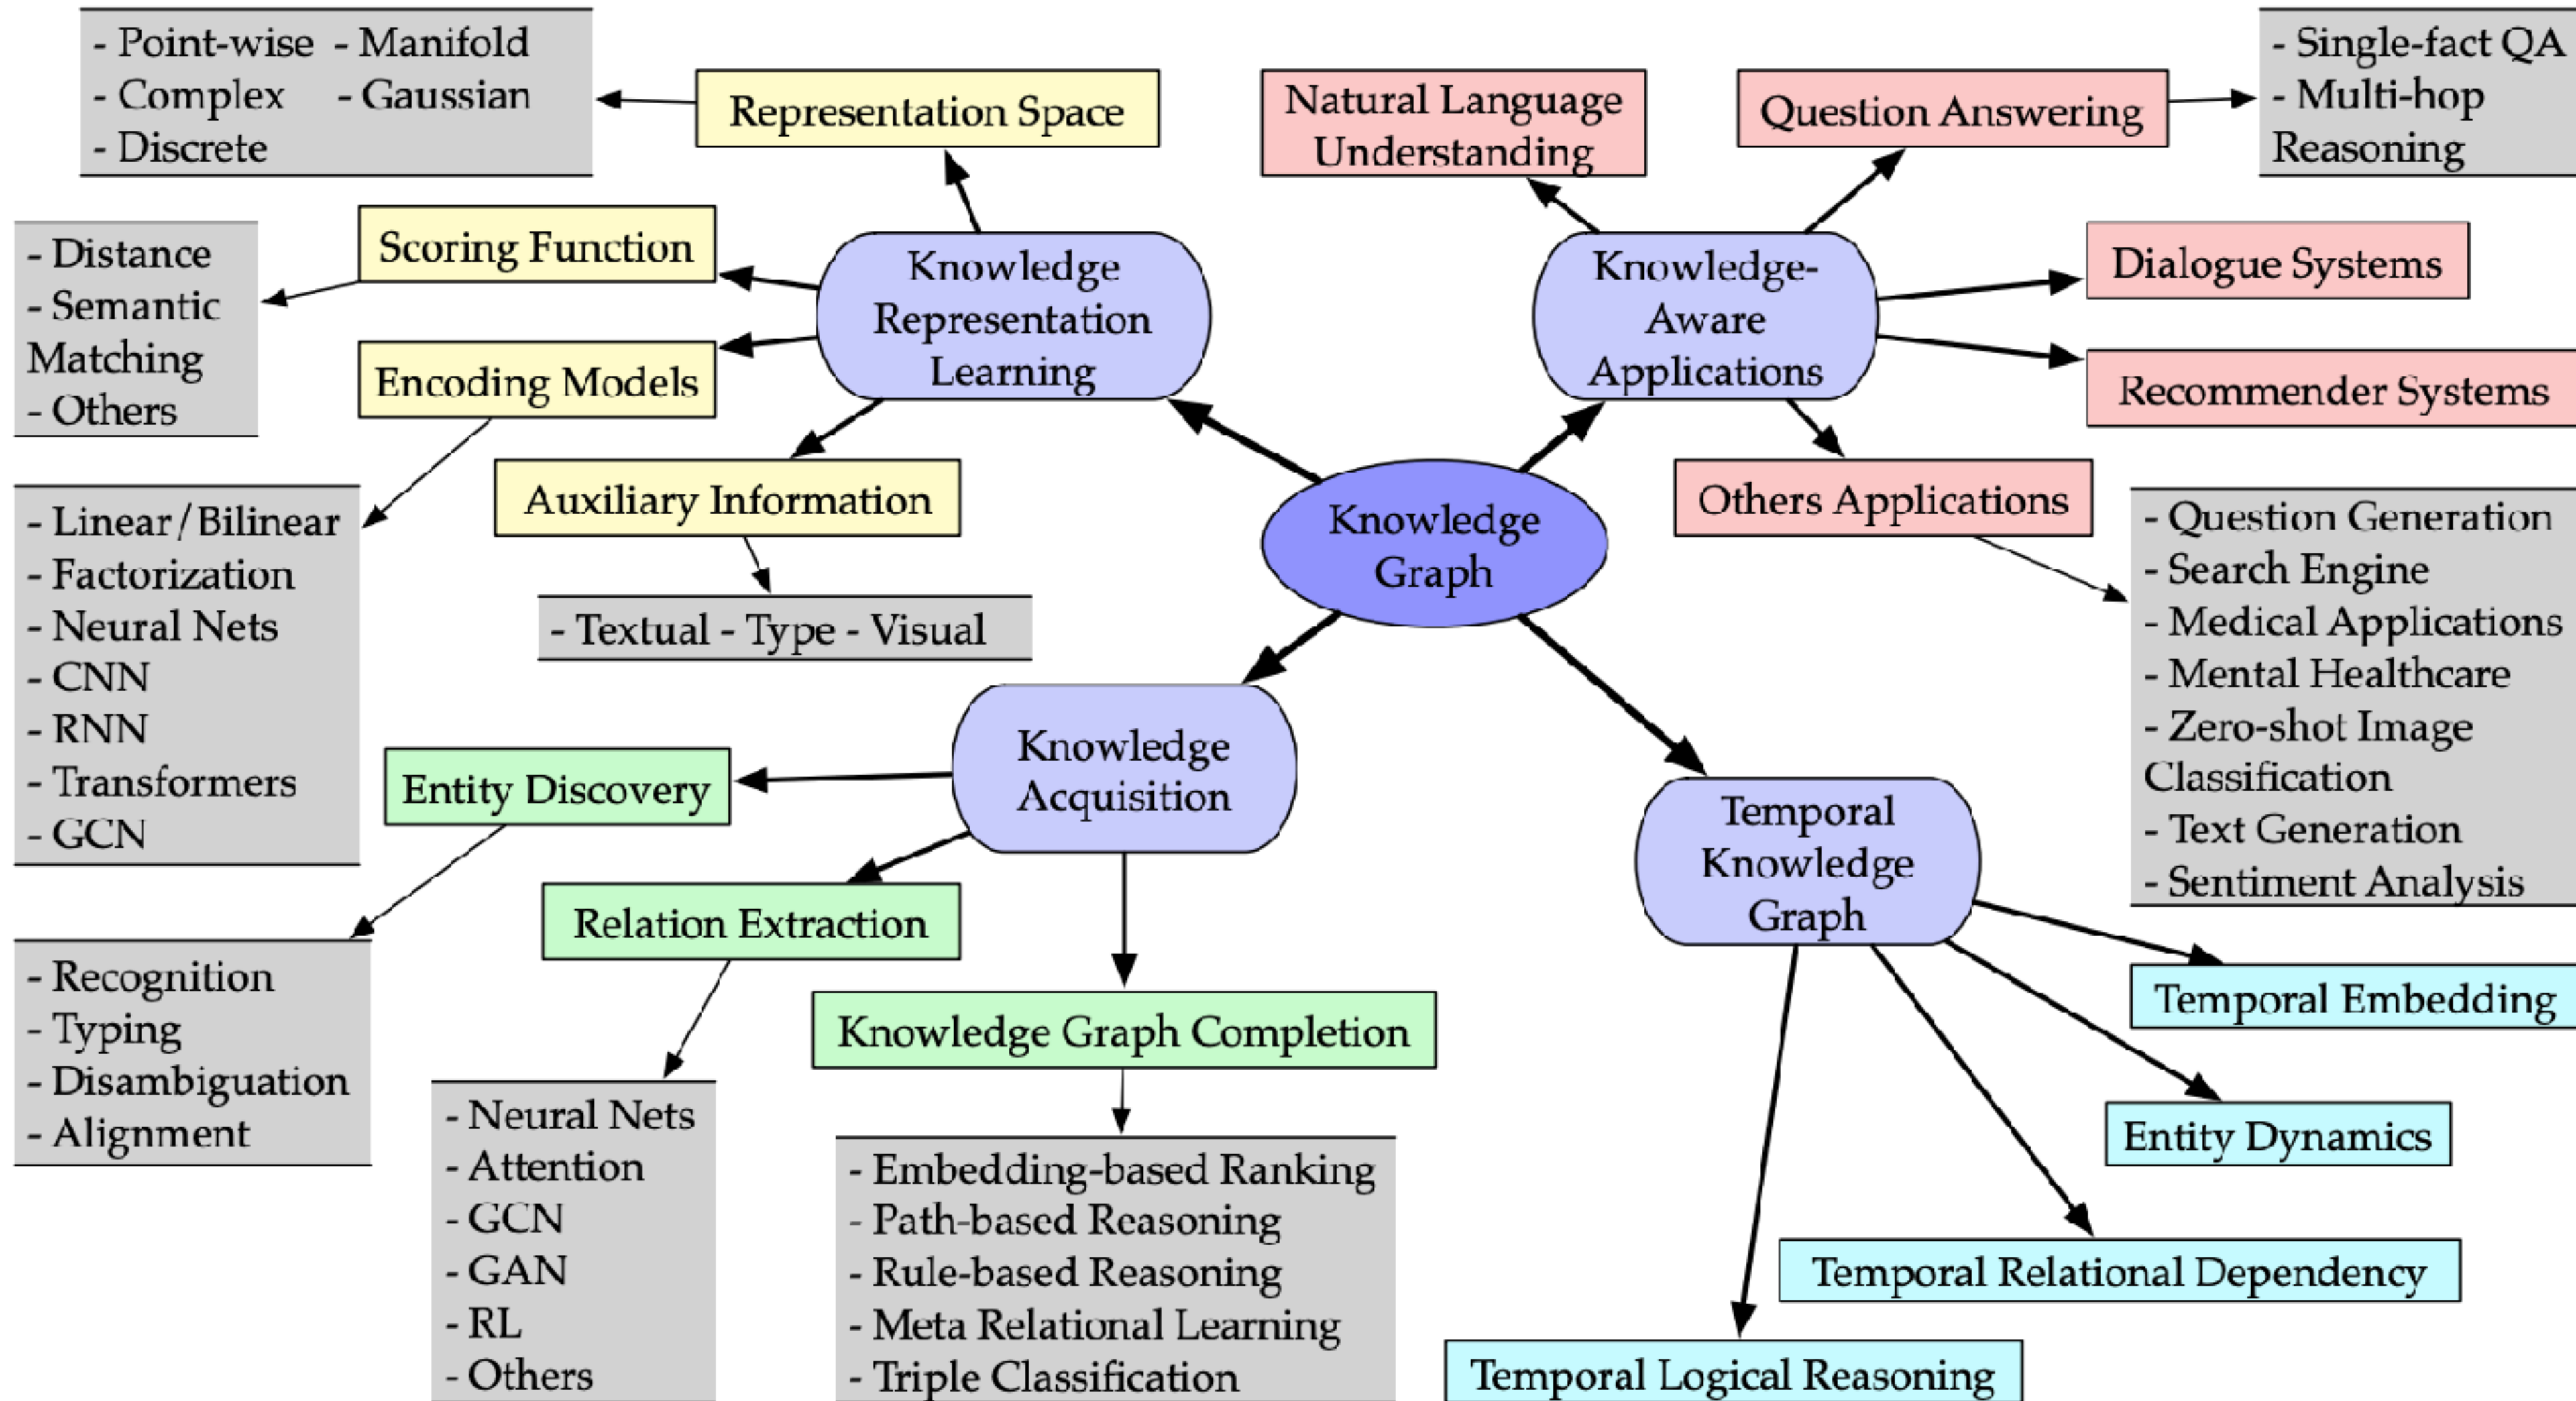 - Point-wise - Manifold
- Complex - Gaussian
- Discrete
Representation Space
Natural Language
Understanding
Question Answering
- Single-fact QA
- Multi-hop
Reasoning
Scoring Function
- Distance
- Semantic
Matching
- Others
Knowledge
Representation
Learning
Knowledge-
Aware
Applications
Dialogue Systems
Encoding Models
Recommender Systems
Auxiliary Information
Knowledge
Graph
Others Applications
- Linear/Bilinear
- Factorization
- Neural Nets
- CNN
- RNN
- Transformers
- GCN
- Textual - Type - Visual
- Question Generation
- Search Engine
- Medical Applications
- Mental Healthcare
- Zero-shot Image
Classification
- Text Generation
- Sentiment Analysis
Knowledge
Acquisition
Entity Discovery
Temporal
Knowledge
Graph
Relation Extraction
- Recognition
- Typing
- Disambiguation
- Alignment
Knowledge Graph Completion
Temporal Embedding
- Neural Nets
- Attention
- GCN
- GAN
- RL
- Others
- Embedding-based Ranking
- Path-based Reasoning
- Rule-based Reasoning
- Meta Relational Learning
- Triple Classification
Entity Dynamics
Temporal Relational Dependency
Temporal Logical Reasoning